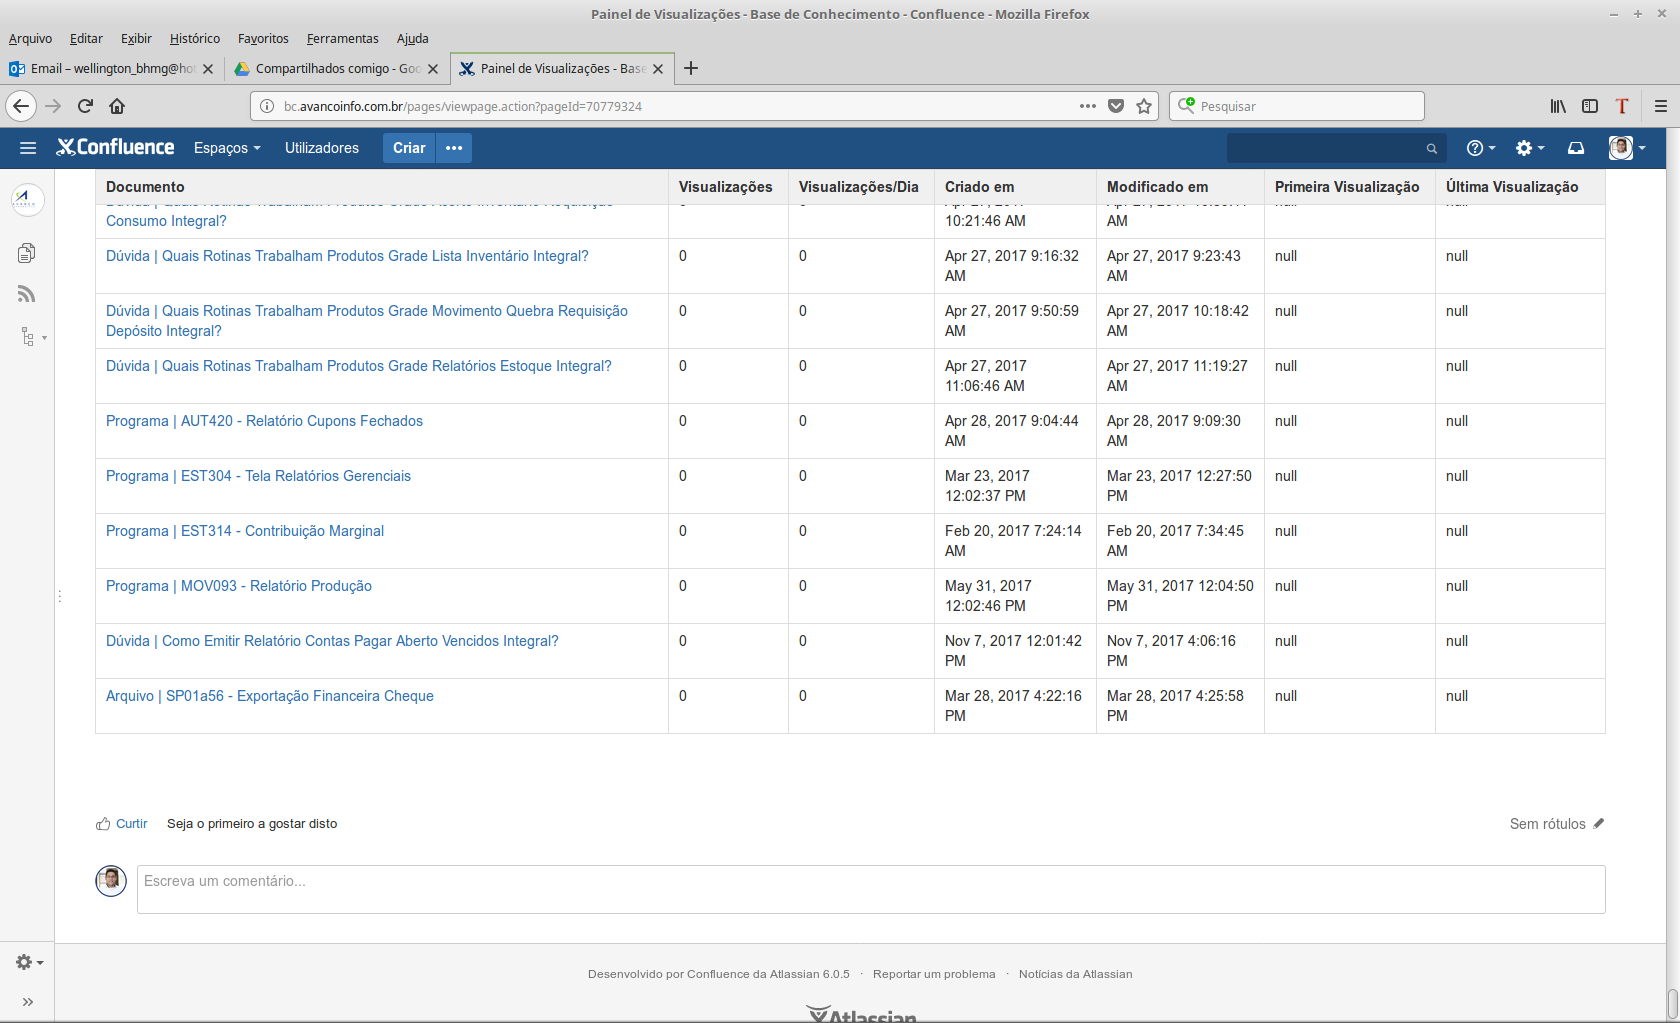 Painel de Visualizações - Base de Conhecimento - Confluence - Mozilla Firefox
Arquivo Editar Exibir Histórico Favoritos Ferramentas Ajuda
Email – wellington_bhmg@ho Compartilhados comigo - Goo Painel de Visualizações - Base
bc.avancoinfo.com.br/pages/viewpage.action?pageId=70779324 Pesquisar
Confluence Espaços Utilizadores Criar
Documento Visualizações Visualizações/Dia Criado em Modificado em Primeira Visualização Última Visualização
Consumo Integral? 10:21:46 AM AM
Dúvida | Quais Rotinas Trabalham Produtos Grade Lista Inventário Integral? 0 0 Apr 27, 2017 9:16:32 Apr 27, 2017 9:23:43 null null
AM AM
Dúvida | Quais Rotinas Trabalham Produtos Grade Movimento Quebra Requisição 0 0 Apr 27, 2017 9:50:59 Apr 27, 2017 10:18:42 null null
Depósito Integral? AM AM
Dúvida | Quais Rotinas Trabalham Produtos Grade Relatórios Estoque Integral? 0 0 Apr 27, 2017 Apr 27, 2017 11:19:27 null null
11:06:46 AM AM
Programa | AUT420 - Relatório Cupons Fechados 0 0 Apr 28, 2017 9:04:44 Apr 28, 2017 9:09:30 null null
AM AM
Programa | EST304 - Tela Relatórios Gerenciais 0 0 Mar 23, 2017 Mar 23, 2017 12:27:50 null null
12:02:37 PM PM
Programa | EST314 - Contribuição Marginal 0 0 Feb 20, 2017 7:24:14 Feb 20, 2017 7:34:45 null null
AM AM
Programa | MOV093 - Relatório Produção 0 0 May 31, 2017 May 31, 2017 12:04:50 null null
12:02:46 PM PM
Dúvida | Como Emitir Relatório Contas Pagar Aberto Vencidos Integral? 0 0 Nov 7, 2017 12:01:42 Nov 7, 2017 4:06:16 null null
PM PM
Arquivo | SP01a56 - Exportação Financeira Cheque 0 0 Mar 28, 2017 4:22:16 Mar 28, 2017 4:25:58 null null
PM PM
Curtir Seja o primeiro a gostar disto Sem rótulos
Escreva um comentário...
Desenvolvido por Confluence da Atlassian 6.0.5 · Reportar um problema · Notícias da Atlassian
Atlassian